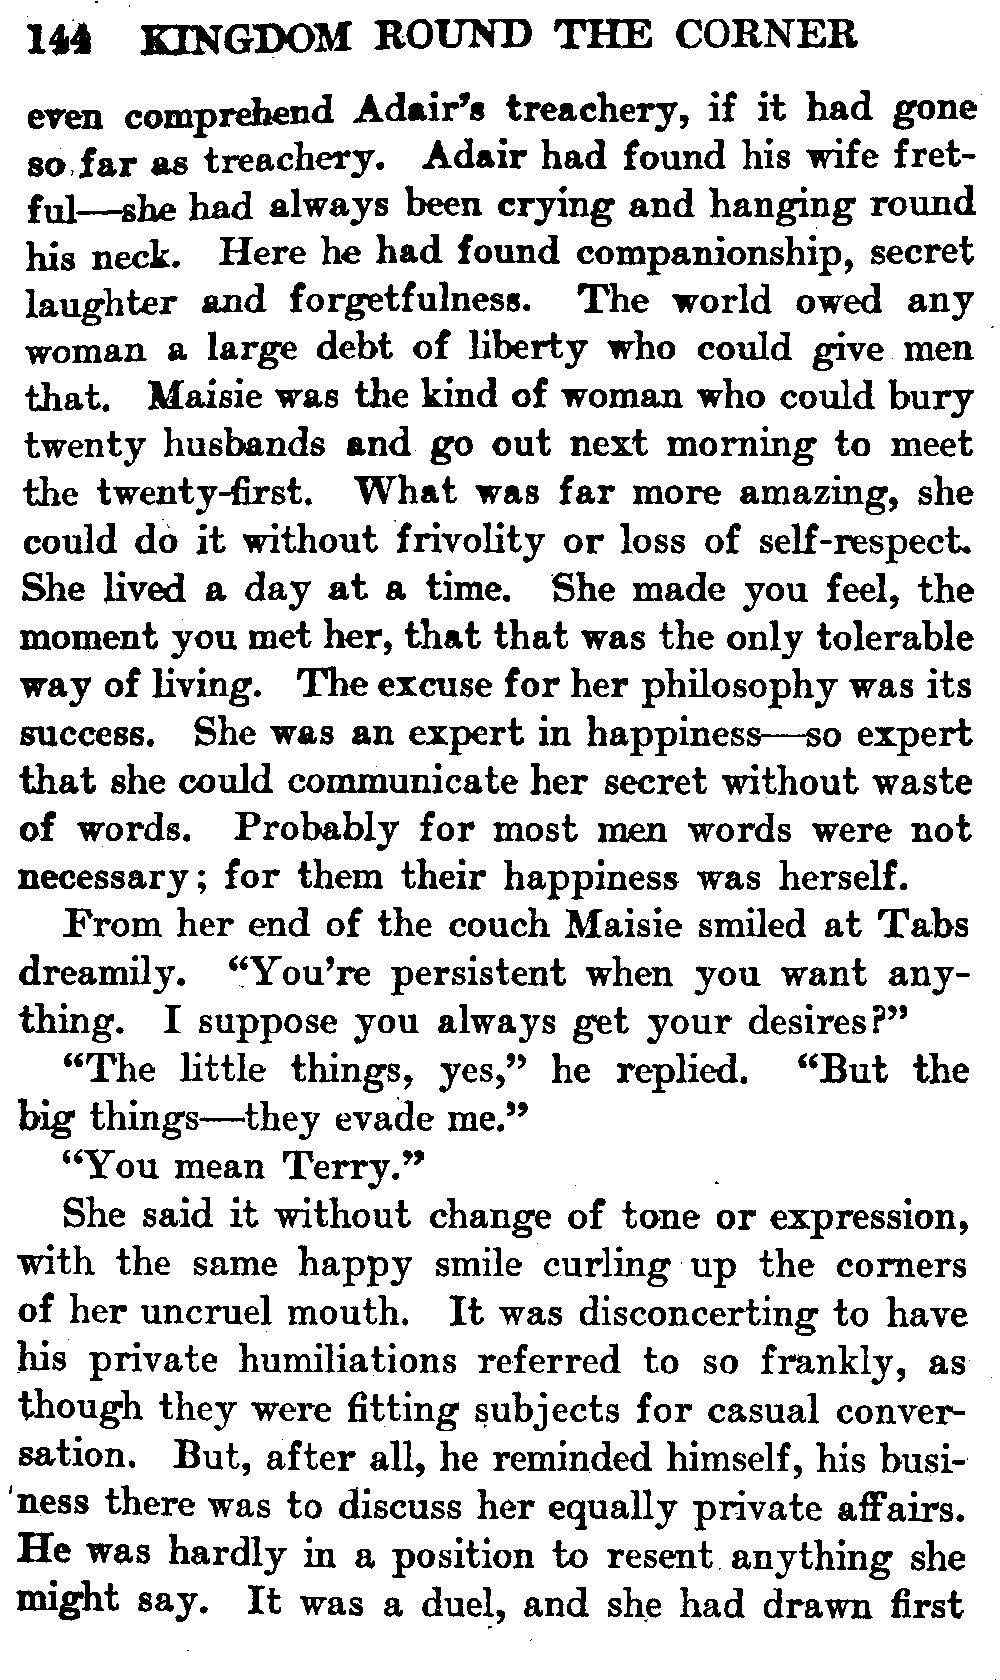 144 KINGDOM ROUND THE CORNER
even comprehend Adair's treachery, if it had gone
so far as treachery. Adair had found his wife fret-
ful—she had always been crying and hanging round
his neck. Here he had found companionship, secret
laughter and forgetfulness. The world owed any
woman a large debt of liberty who could give men
that. Maisie was the kind of woman who could bury
twenty husbands and go out next morning to meet
the twenty-first. What was far more amazing, she
could do it without frivolity or loss of self-respect.
She lived a day at a time. She made you feel, the
moment you met her, that that was the only tolerable
way of living. The excuse for her philosophy was its
success. She was an expert in happiness—so expert
that she could communicate her secret without waste
of words. Probably for most men words were not
necessary; for them their happiness was herself.
From her end of the couch Maisie smiled at Tabs
dreamily. “You're persistent when you want any-
thing. I suppose you always get your desires?”
“The little things, yes,” he replied. “But the
big things—they evade me.”
“You mean Terry.”
She said it without change of tone or expression,
with the same happy smile curling up the corners
of her uncruel mouth. It was disconcerting to have
his private humiliations referred to so frankly, as
though they were fitting subjects for casual conver-
sation. But, after all, he reminded himself, his busi-
ness there was to discuss her equally private affairs.
He was hardly in a position to resent anything she
might say. It was a duel, and she had drawn first